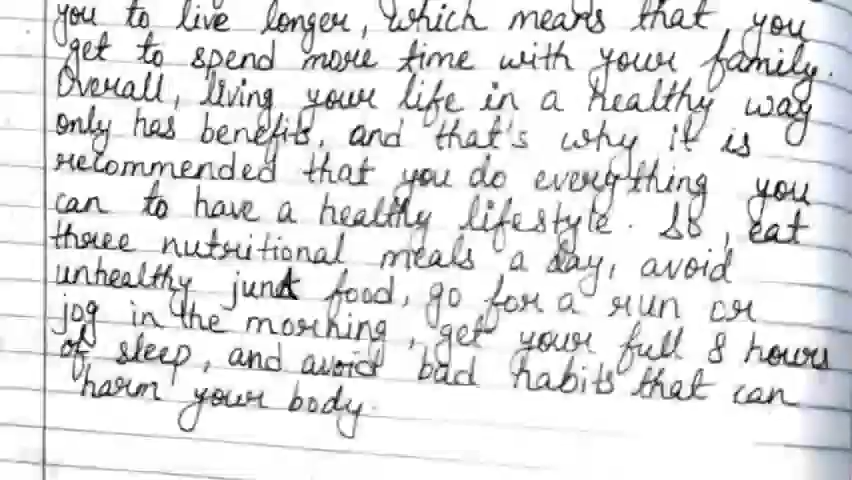 you to live longer, which means that you
get to spend more time with your family.
Overall, living your life in a healthy way
only has benefits, and that's why it is
recommended that you do everything you
can to have a healthy lifestyle. So, eat
three nutritional meals a day, avoid
unhealthy junk food, go for a run or
jog in the morning, get your full 8 hours
of sleep, and avoid bad habits that can
harm your body.